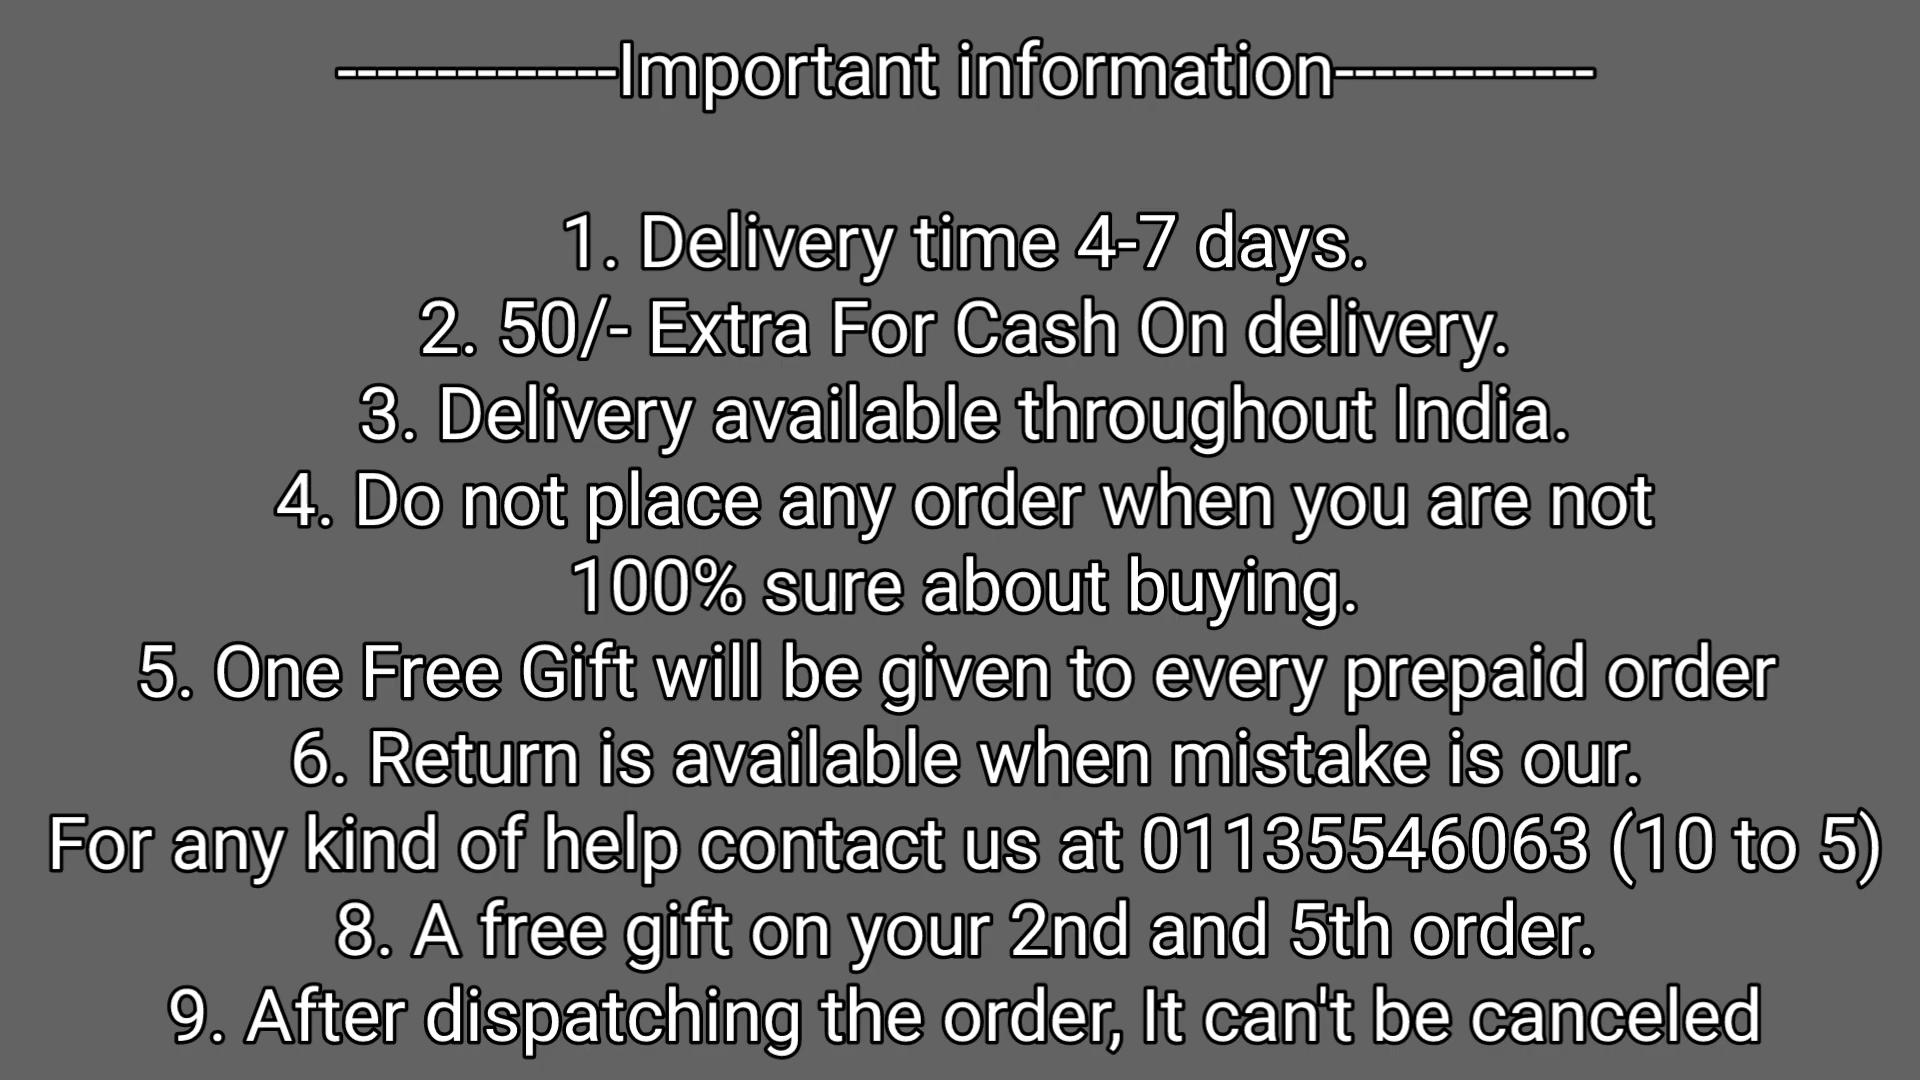 --------------Important information-------------
1. Delivery time 4-7 days.
2. 50/- Extra For Cash On delivery.
3. Delivery available throughout India.
4. Do not place any order when you are not
100% sure about buying.
5. One Free Gift will be given to every prepaid order
6. Return is available when mistake is our.
For any kind of help contact us at 01135546063 (10 to 5)
8. A free gift on your 2nd and 5th order.
9. After dispatching the order, It can't be canceled